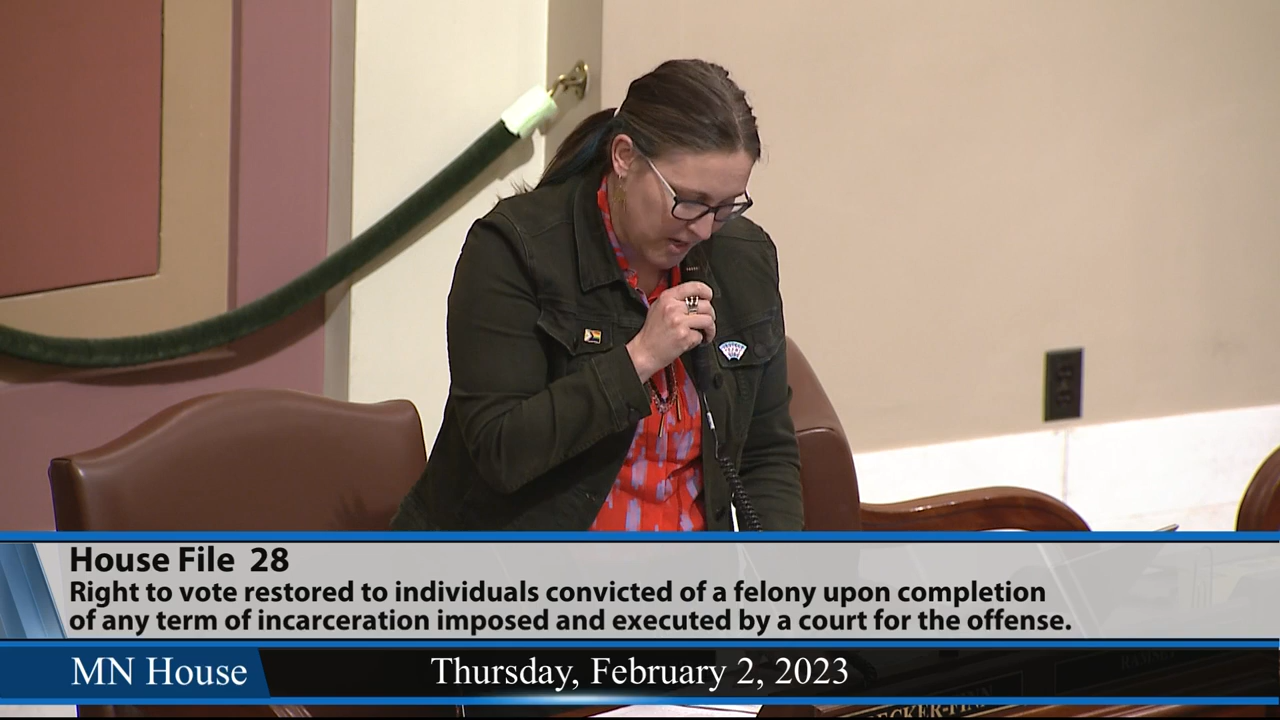 House File 28
Right to vote restored to individuals convicted of a felony upon completion
of any term of incarceration imposed and executed by a court for the offense.
MN House
Thursday, February 2, 2023